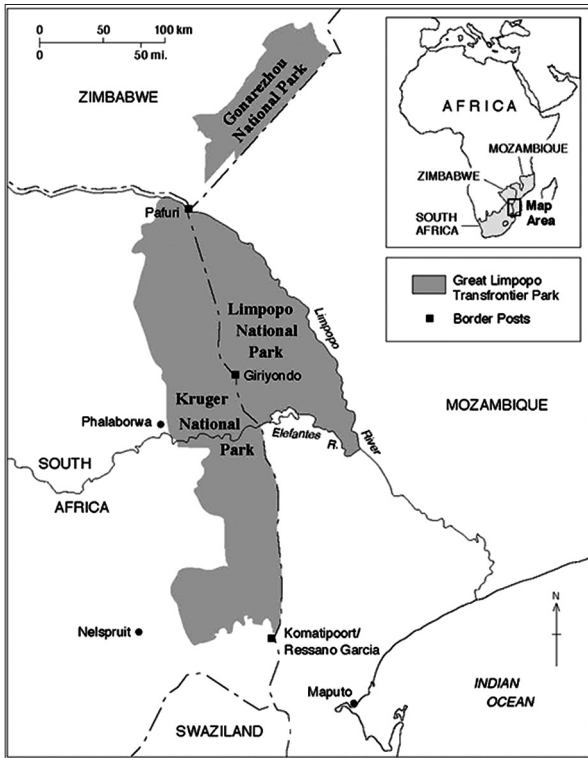 0 50 100 km
0 50 mi.
ZIMBABWE
Gonarezhou
National Park
AFRICA
MOZAMBIQUE
ZIMBABWE
SOUTH
AFRICA
Map
Area
Great Limpopo
Transfrontier Park
Border Posts
Pafuri
Limpopo
National
Park
Limpopo
River
Giriyondo
Kruger
National
Park
Phalaborwa
Elefantes
R.
MOZAMBIQUE
SOUTH
AFRICA
N
Nelspruit
Komatipoort/
Ressano Garcia
Maputo
INDIAN
OCEAN
SWAZILAND